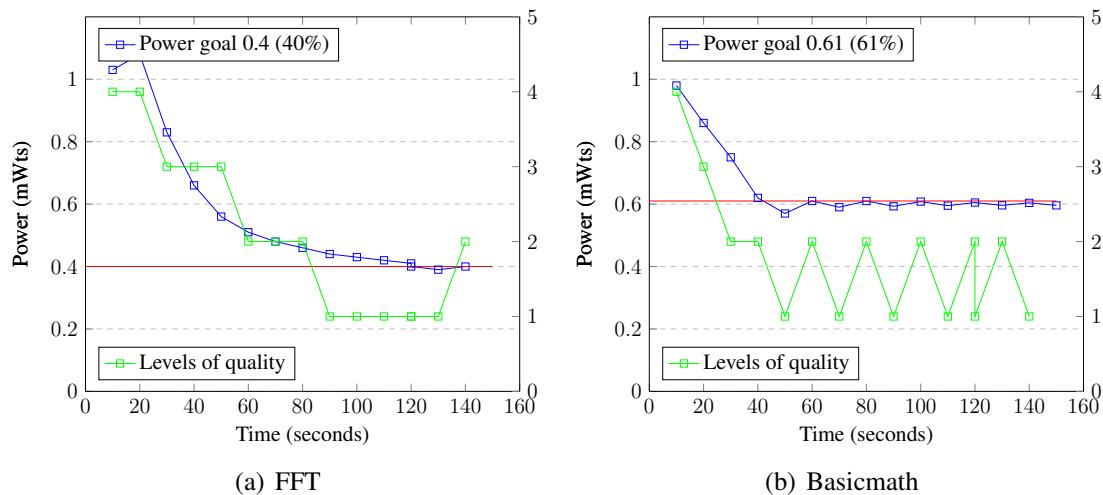 Power goal 0.4 (40%)
Levels of quality
0
0.2
0.4
0.6
0.8
1
Power (mWts)
0
1
2
3
4
5
0 20 40 60 80 100 120 140 160
Time (seconds)
(a) FFT
Power goal 0.61 (61%)
Levels of quality
0
0.2
0.4
0.6
0.8
1
Power (mWts)
0
1
2
3
4
5
0 20 40 60 80 100 120 140 160
Time (seconds)
(b) Basicmath